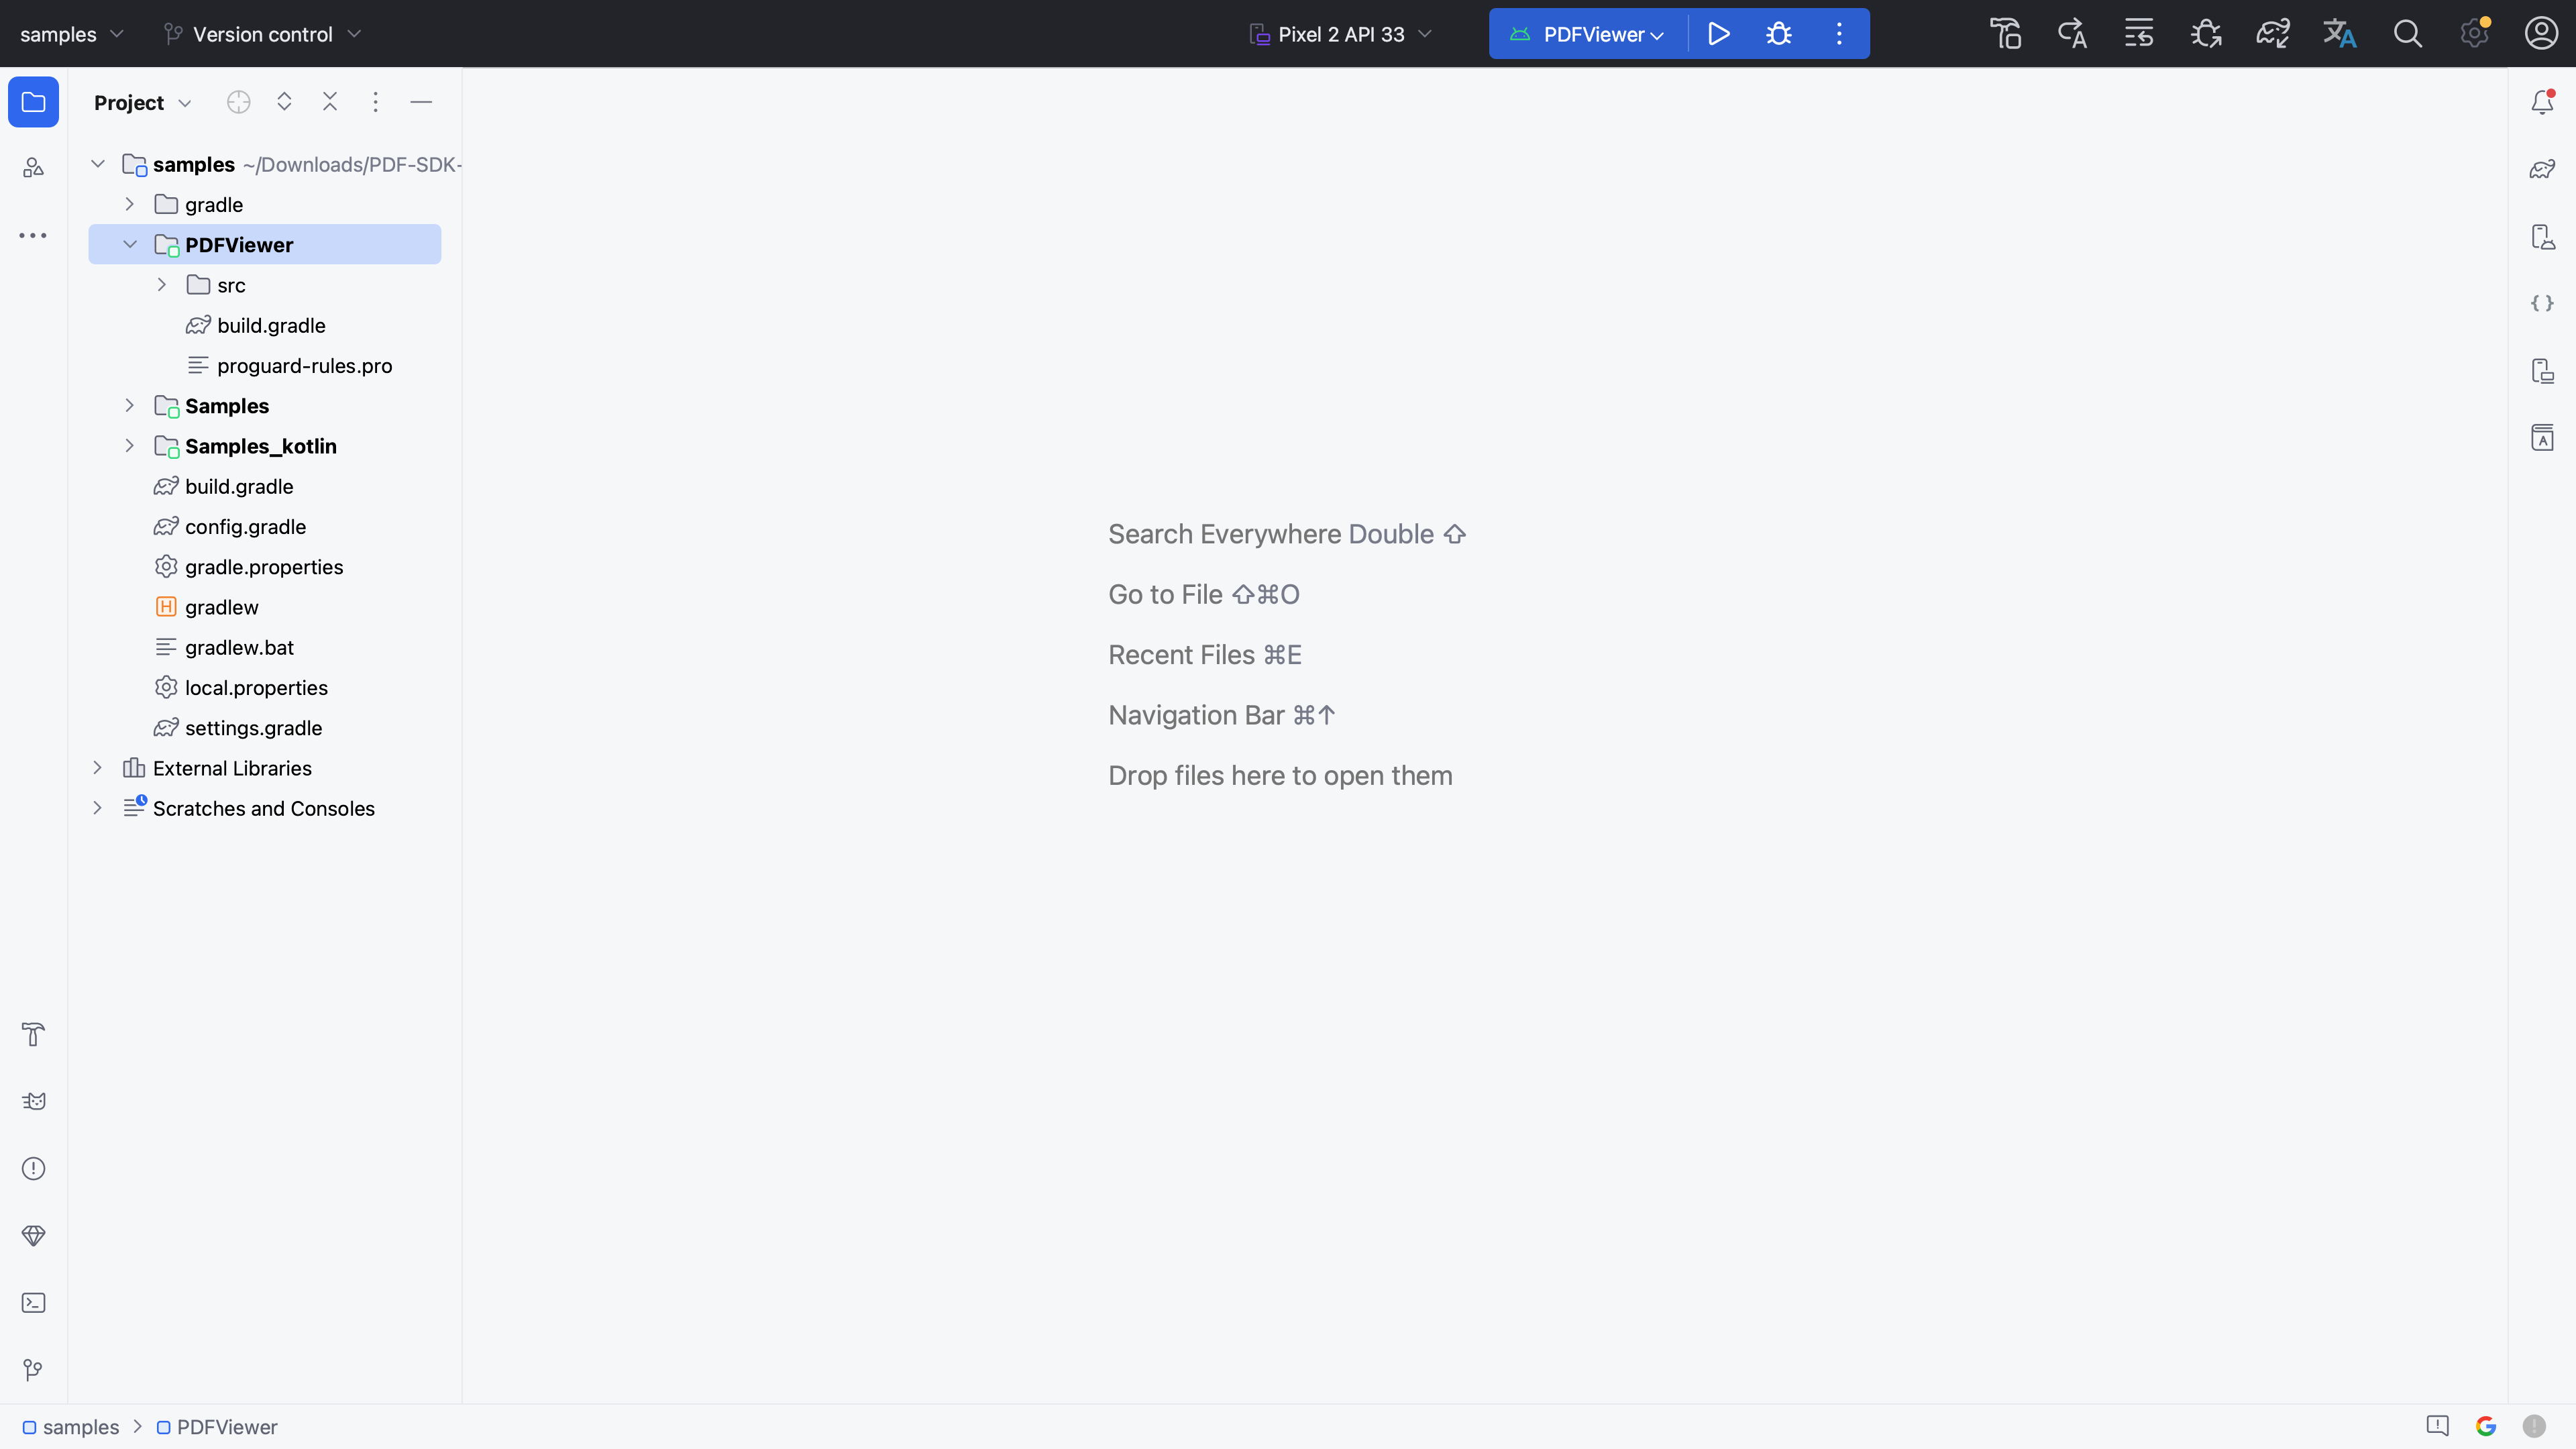 samples
Version control
Pixel 2 API 33
PDFViewer
Project
samples ~/Downloads/PDF-SDK-
gradle
PDFViewer
src
build.gradle
proguard-rules.pro
Samples
Samples_kotlin
build.gradle
config.gradle
gradle.properties
gradlew
gradlew.bat
local.properties
settings.gradle
External Libraries
Scratches and Consoles
Search Everywhere Double ⇧
Go to File ⇧⌘O
Recent Files ⌘E
Navigation Bar ⌘↑
Drop files here to open them
samples > PDFViewer